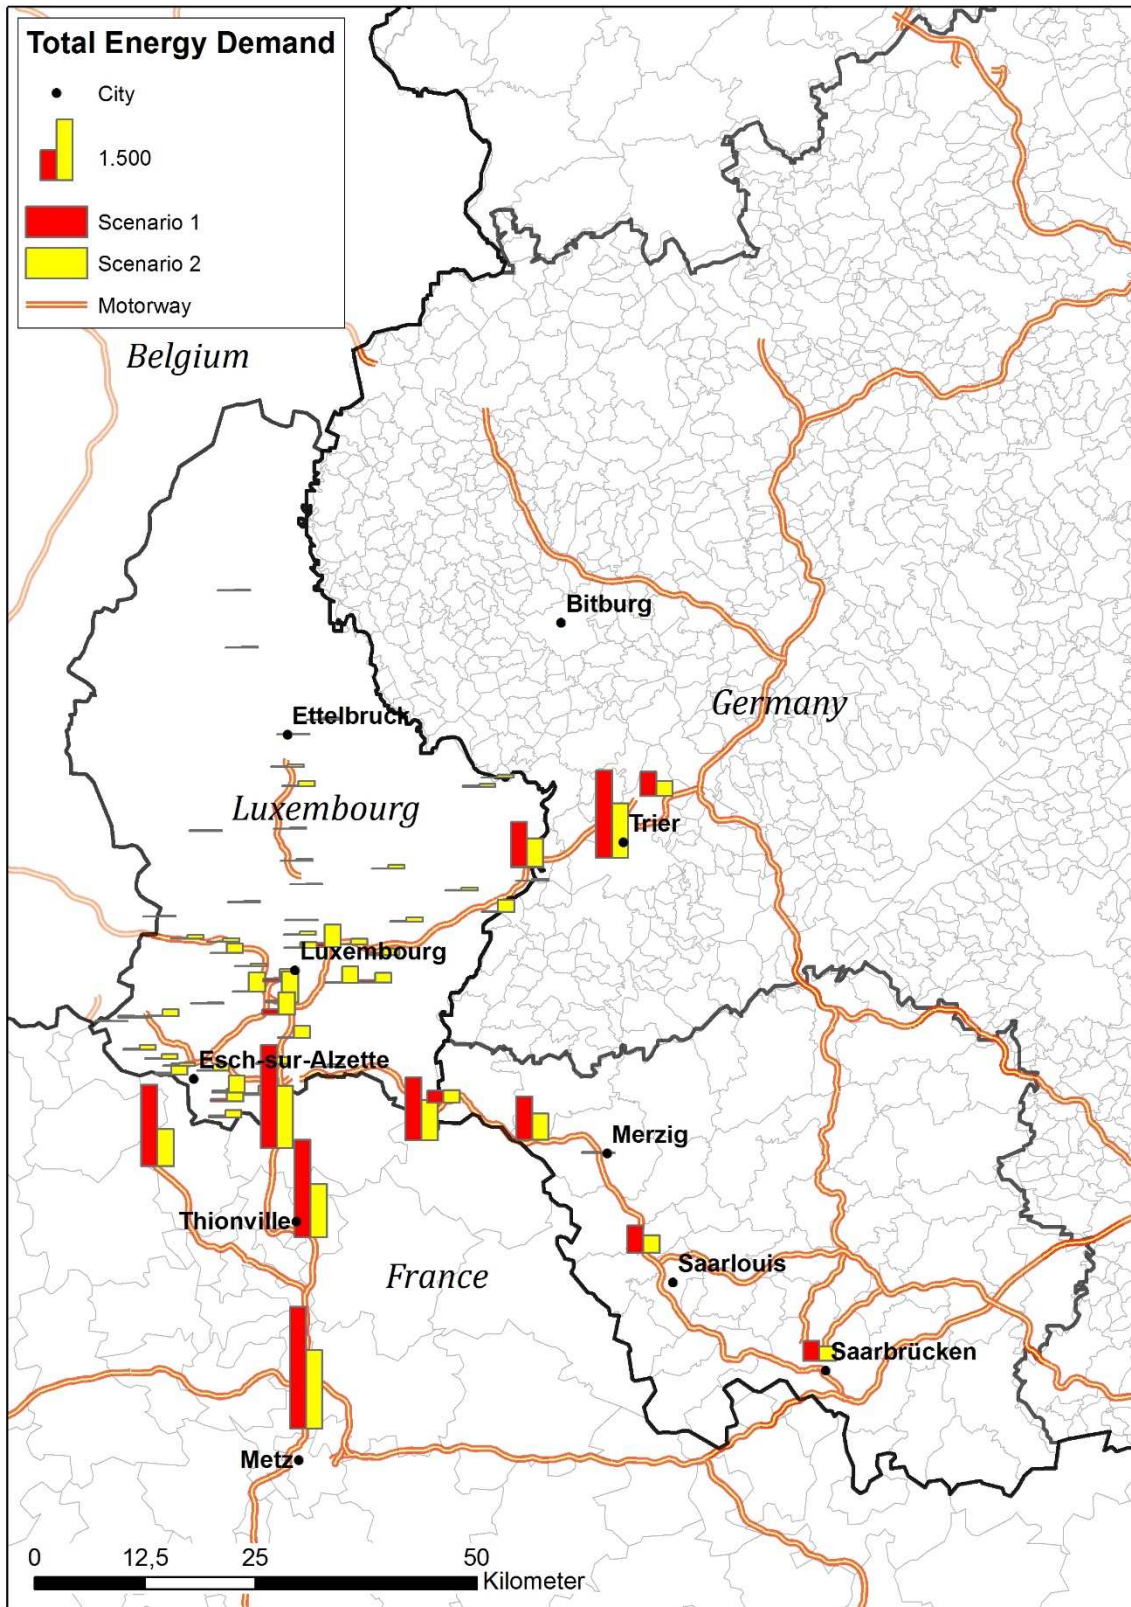 Total Energy Demand
City
1.500
Scenario 1
Scenario 2
Motorway
Belgium
Bitburg
Germany
Ettelbruck
Luxembourg
Trier
Luxembourg
Esch-sur-Alzette
Merzig
Thionville
France
Saarlouis
Saarbrücken
Metz
0 12,5 25 50
Kilometer